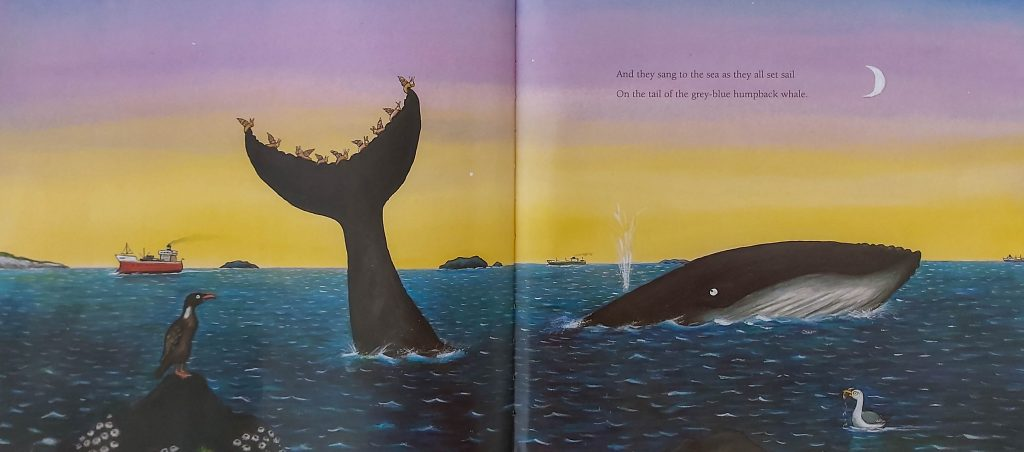 And they sang to the sea as they all set sail
On the tail of the grey-blue humpback whale.